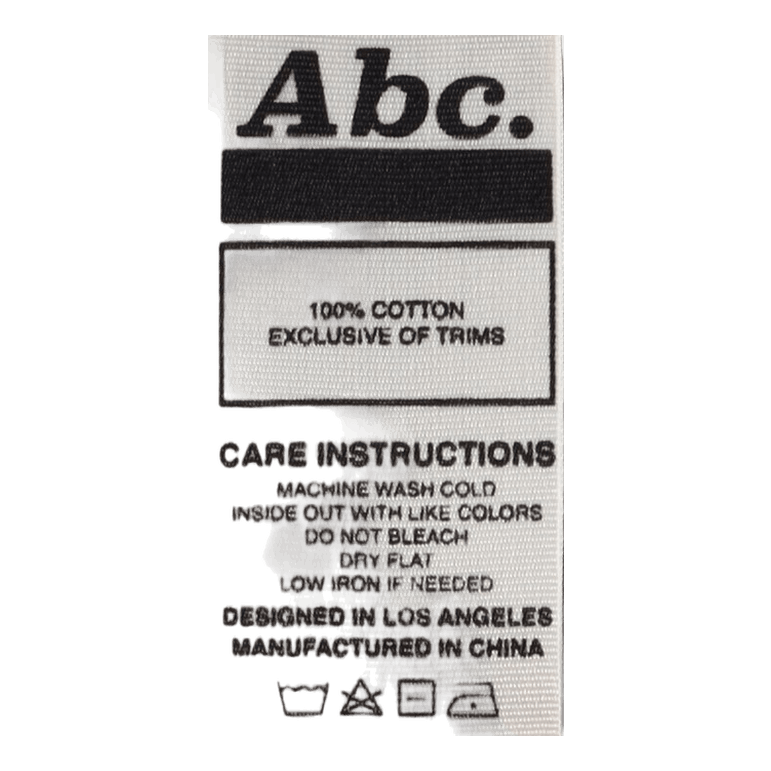 Abc.
100% COTTON
EXCLUSIVE OF TRIMS
CARE INSTRUCTIONS
MACHINE WASH COLD
INSIDE OUT WITH LIKE COLORS
DO NOT BLEACH
DRY FLAT
LOW IRON IF NEEDED
DESIGNED IN LOS ANGELES
MANUFACTURED IN CHINA